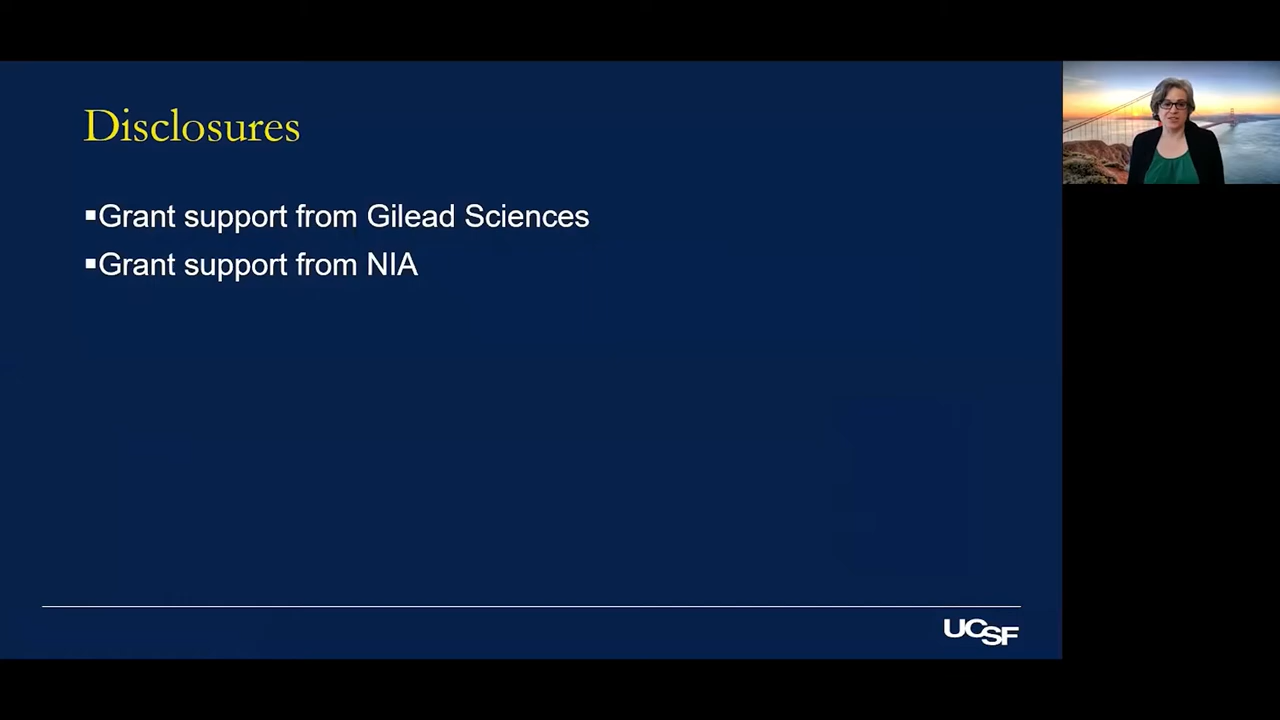 Disclosures
▪Grant support from Gilead Sciences
▪Grant support from NIA
UCSF